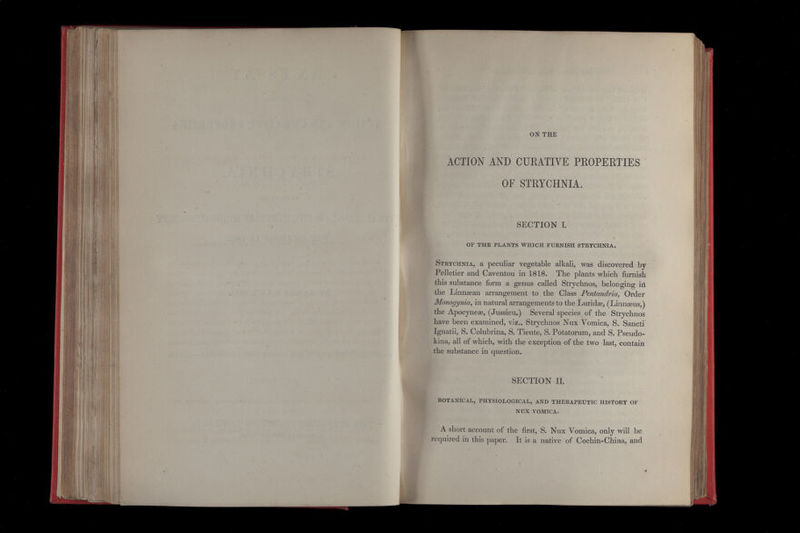 ON THE
ACTION AND CURATIVE PROPERTIES
OF STRYCHNIA.
SECTION I.
OF THE PLANTS WHICH FURNISH STRYCHNIA.
STRYCHNIA, a peculiar vegetable alkali, was discovered by
Pelletier and Caventou in 1818. The plants which furnish
this substance form a genus called Strychnos, belonging in
the Linnæan arrangement to the Class Pentandria, Order
Monogynia, in natural arrangements to the Luridæ, (Linnæus,)
the Apocyneæ, (Jussieu.) Several species of the Strychnos
have been examined, viz., Strychnos Nux Vomica, S. Sancti
Ignatii, S. Colubrina, S. Tieute, S. Potatorum, and S. Pseudo-
kina, all of which, with the exception of the two last, contain
the substance in question.
SECTION II.
BOTANICAL, PHYSIOLOGICAL, AND THERAPEUTIC HISTORY OF
NUX VOMICA.
A short account of the first, S. Nux Vomica, only will be
required in this paper. It is a native of Cochin-China, and